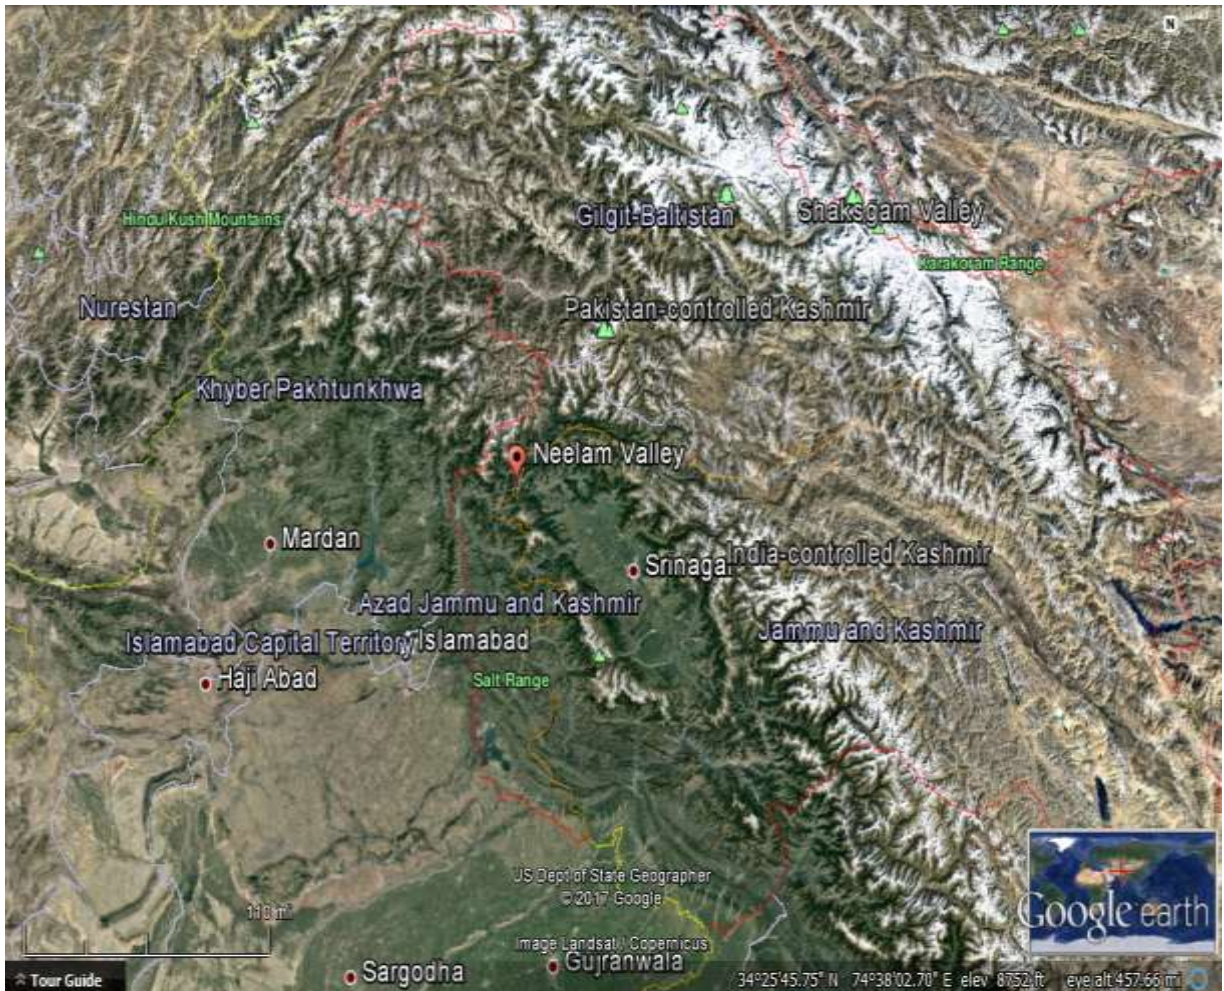 N
Hindu Kush Mountains
Gilgit-Baltistan
Shaksgam Valley
Karakoram Range
Nurestan
Pakistan-controlled Kashmir
Khyber Pakhtunkhwa
Neelam Valley
Mardan
Srinaga
India-controlled Kashmir
Azad Jammu and Kashmir
Jammu and Kashmir
Islamabad Capital Territory
Islamabad
Haji Abad
Salt Range
US Dept of State Geographer
© 2017 Google
110 mi
Google earth
Image Landsat / Copernicus
Gujranwala
Sargodha
Tour Guide
34°25'45.75" N 74°38'02.70" E elev 8752 ft eye alt 457.66 mi